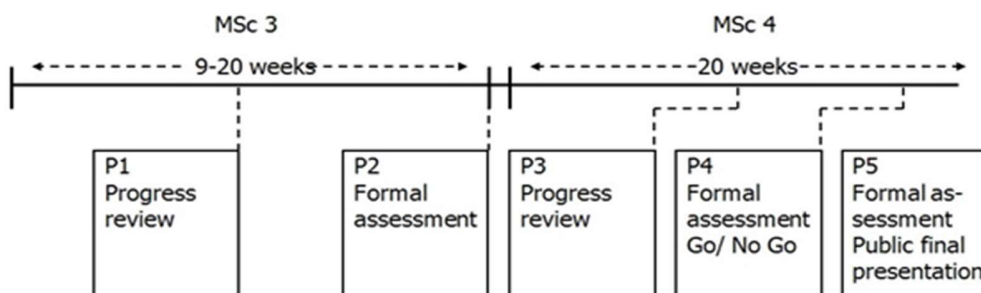 MSc 3
MSc 4
9-20 weeks
20 weeks
P1
Progress
review
P2
Formal
assessment
P3
Progress
review
P4
Formal
assessment
Go/ No Go
P5
Formal as-
sessment
Public final
presentation